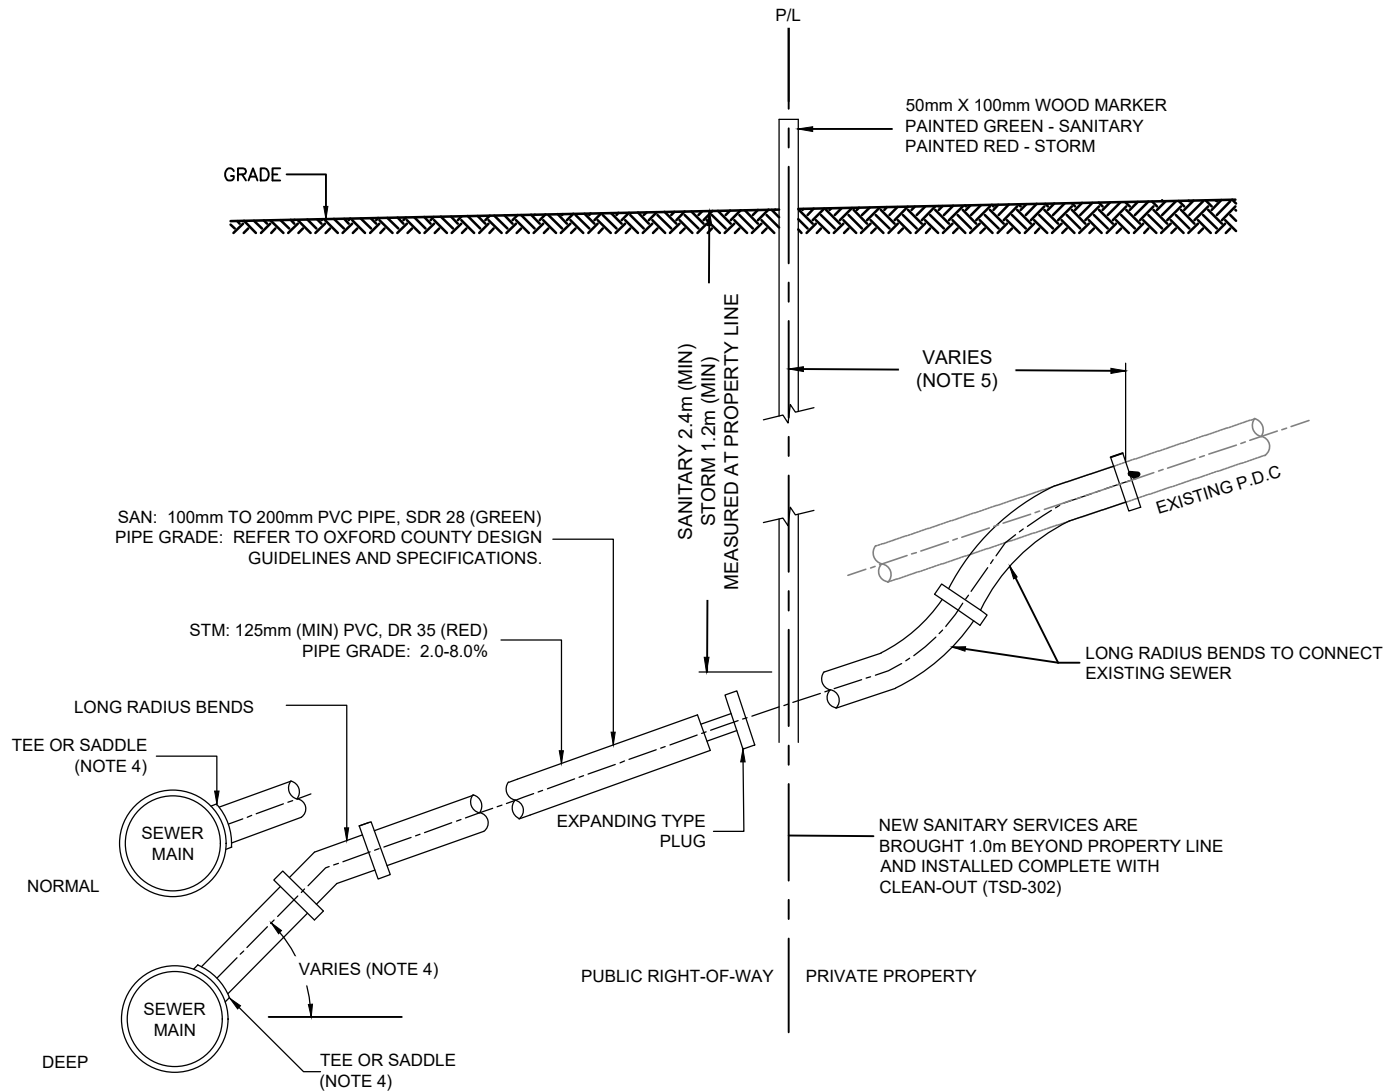 P/L
50mm X 100mm WOOD MARKER
PAINTED GREEN - SANITARY
PAINTED RED - STORM
GRADE
SANITARY 2.4m (MIN)
STORM 1.2m (MIN)
MEASURED AT PROPERTY LINE
VARIES
(NOTE 5)
EXISTING P.D.C
SAN: 100mm TO 200mm PVC PIPE, SDR 28 (GREEN)
PIPE GRADE: REFER TO OXFORD COUNTY DESIGN
GUIDELINES AND SPECIFICATIONS.
STM: 125mm (MIN) PVC, DR 35 (RED)
PIPE GRADE: 2.0-8.0%
LONG RADIUS BENDS TO CONNECT
EXISTING SEWER
LONG RADIUS BENDS
TEE OR SADDLE
(NOTE 4)
SEWER
MAIN
NORMAL
EXPANDING TYPE
PLUG
NEW SANITARY SERVICES ARE
BROUGHT 1.0m BEYOND PROPERTY LINE
AND INSTALLED COMPLETE WITH
CLEAN-OUT (TSD-302)
VARIES (NOTE 4)
PUBLIC RIGHT-OF-WAY
PRIVATE PROPERTY
SEWER
MAIN
DEEP
TEE OR SADDLE
(NOTE 4)